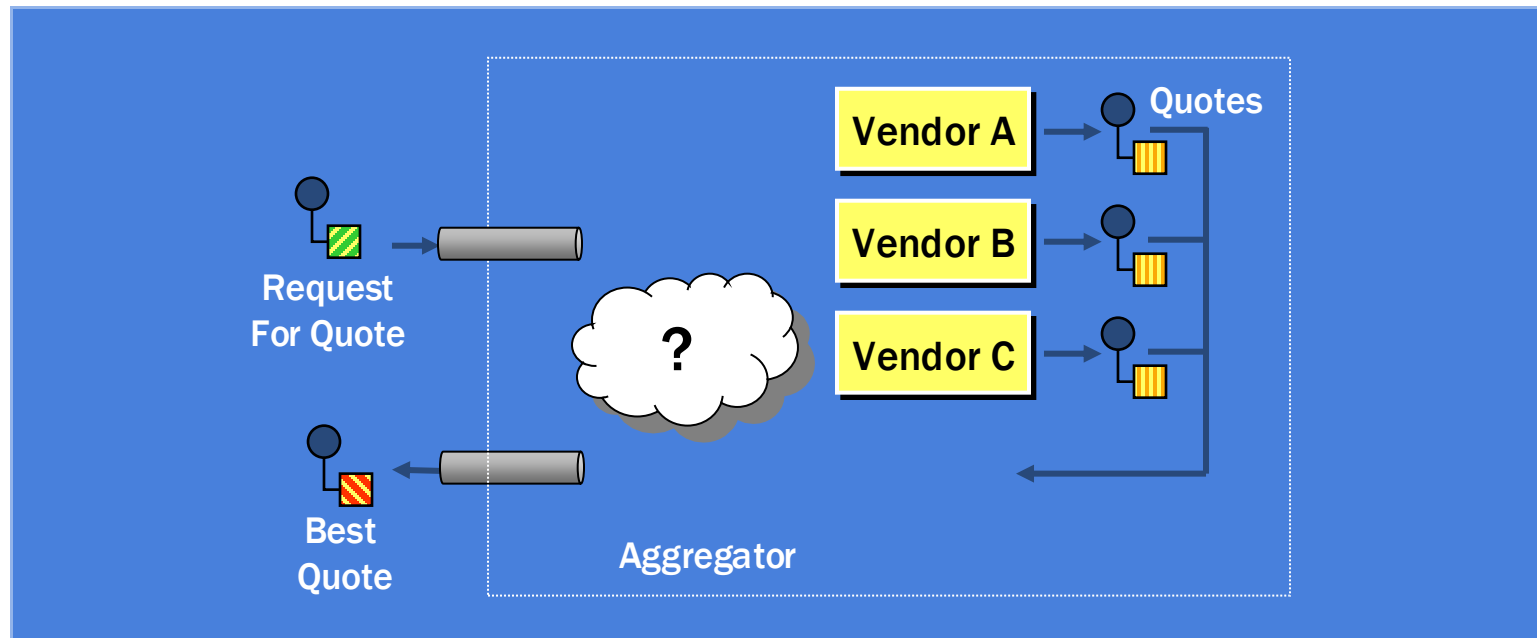 Quotes
Vendor A
Vendor B
Vendor C
Request
For Quote
?
Best
Quote
Aggregator